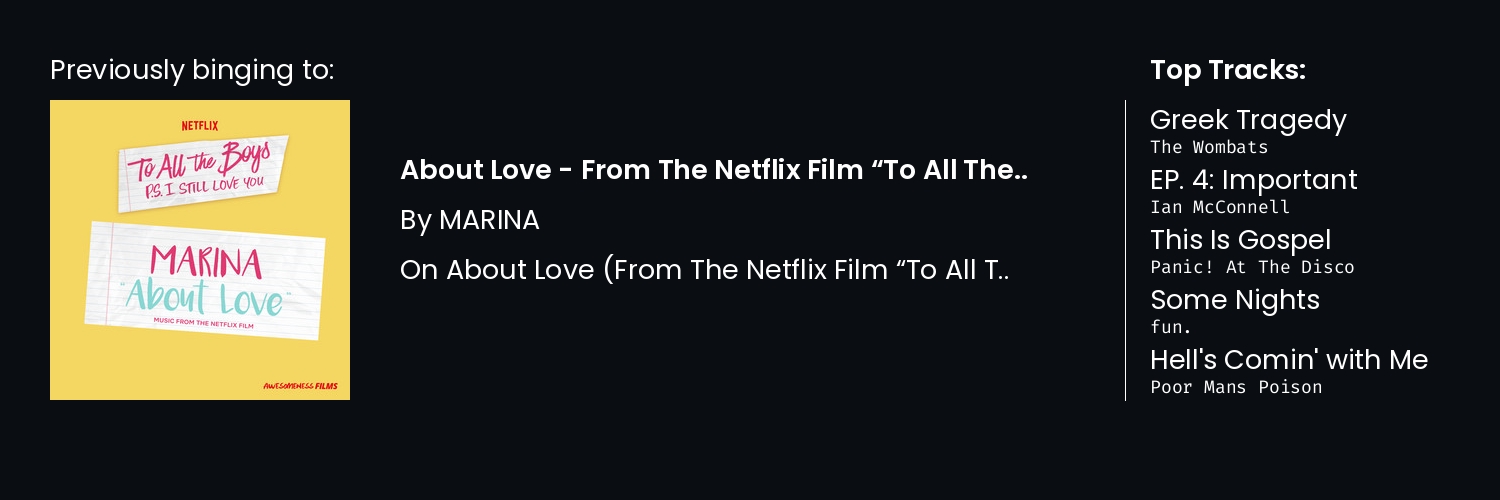 Previously binging to:
NETFLIX
To All the Boys
P.S. I STILL LOVE YOU
MARINA
"About Love"
MUSIC FROM THE NETFLIX FILM
AWESOMENESS FILMS
About Love - From The Netflix Film “To All The..
By MARINA
On About Love (From The Netflix Film “To All T..
Top Tracks:
Greek Tragedy
The Wombats
EP. 4: Important
Ian McConnell
This Is Gospel
Panic! At The Disco
Some Nights
fun.
Hell's Comin' with Me
Poor Mans Poison